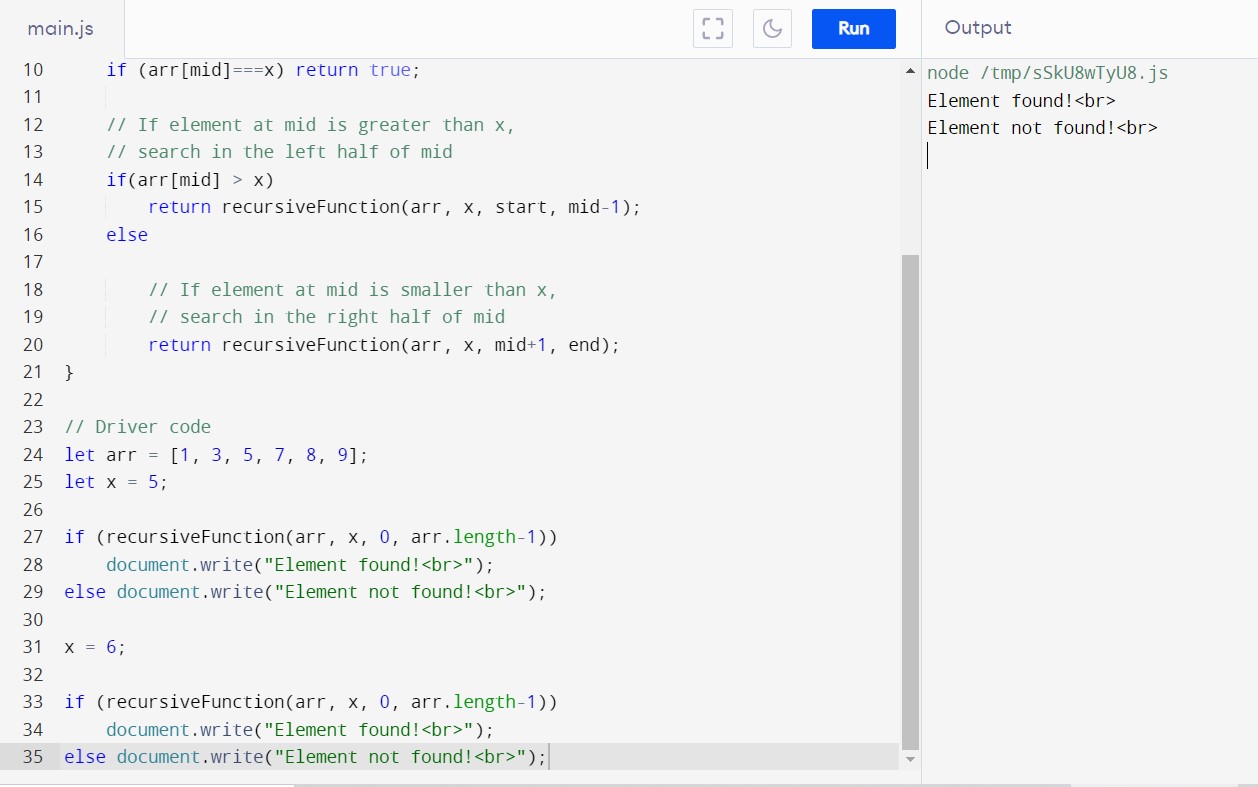 main.js
Run
Output
10 if (arr[mid]===x) return true;
11
12 // If element at mid is greater than x,
13 // search in the left half of mid
14 if(arr[mid] > x)
15 return recursiveFunction(arr, x, start, mid-1);
16 else
17
18 // If element at mid is smaller than x,
19 // search in the right half of mid
20 return recursiveFunction(arr, x, mid+1, end);
21 }
22
23 // Driver code
24 let arr = [1, 3, 5, 7, 8, 9];
25 let x = 5;
26
27 if (recursiveFunction(arr, x, 0, arr.length-1))
28 document.write("Element found!<br>");
29 else document.write("Element not found!<br>");
30
31 x = 6;
32
33 if (recursiveFunction(arr, x, 0, arr.length-1))
34 document.write("Element found!<br>");
35 else document.write("Element not found!<br>");
node /tmp/sSkU8wTyU8.js
Element found!<br>
Element not found!<br>